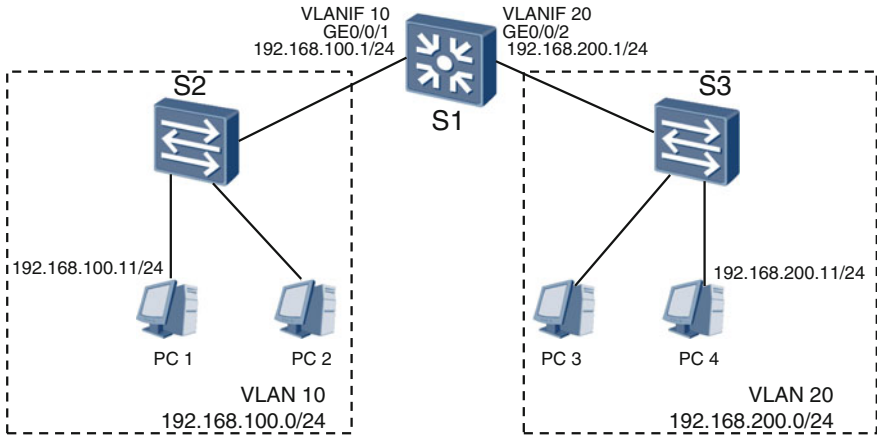 VLANIF 10
GE0/0/1
192.168.100.1/24
VLANIF 20
GE0/0/2
192.168.200.1/24
S1
S2
S3
192.168.100.11/24
192.168.200.11/24
PC 1
PC 2
PC 3
PC 4
VLAN 10
192.168.100.0/24
VLAN 20
192.168.200.0/24